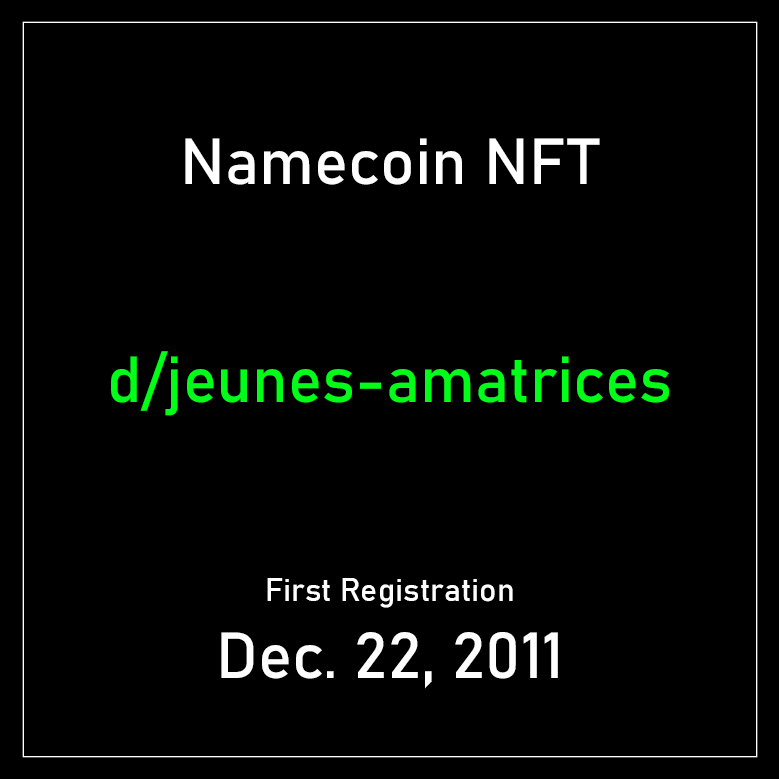 Namecoin NFT
d/jeunes-amatrices
First Registration
Dec. 22, 2011